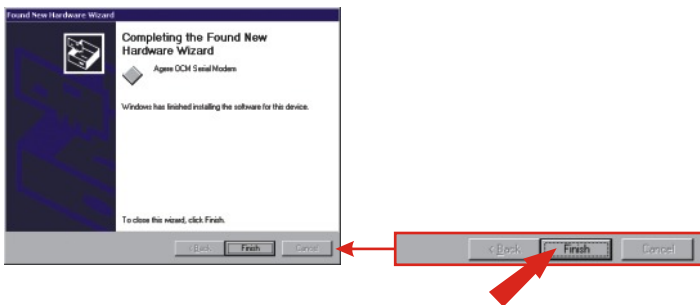 Found New Hardware Wizard
Completing the Found New
Hardware Wizard
Agere OCM Serial Modem
Windows has finished installing the software for this device.
To close this wizard, click Finish.
< Back Finish Cancel
< Back Finish Cancel